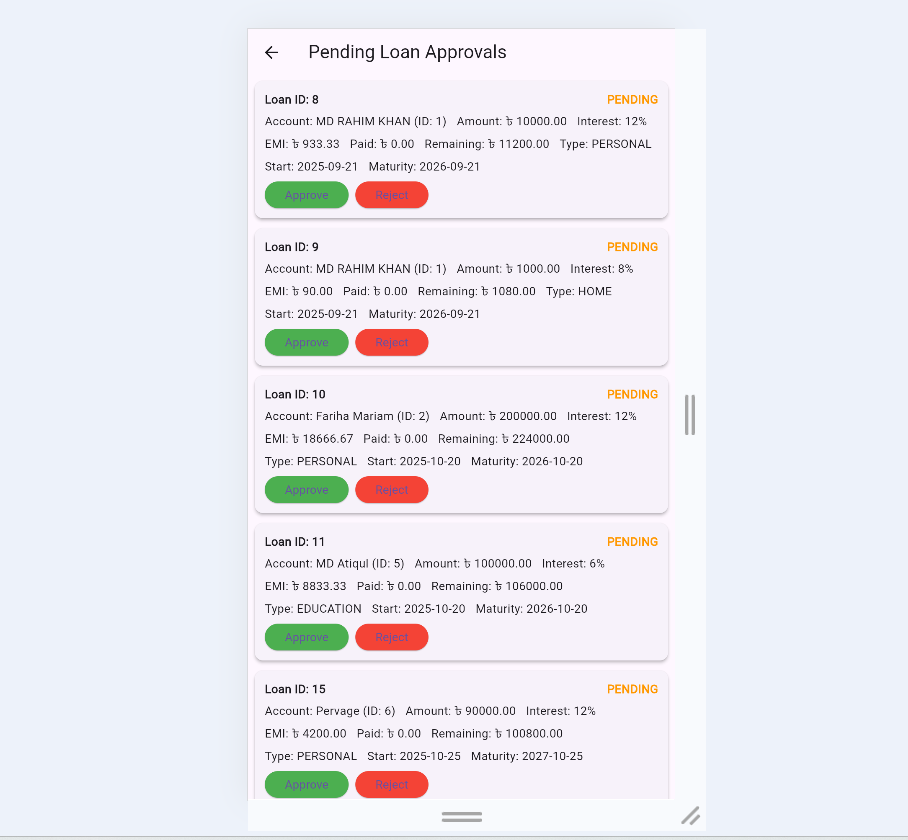 Pending Loan Approvals
Loan ID: 8 PENDING
Account: MD RAHIM KHAN (ID: 1) Amount: ৳ 10000.00 Interest: 12%
EMI: ৳ 933.33 Paid: ৳ 0.00 Remaining: ৳ 11200.00 Type: PERSONAL
Start: 2025-09-21 Maturity: 2026-09-21
Approve Reject
Loan ID: 9 PENDING
Account: MD RAHIM KHAN (ID: 1) Amount: ৳ 1000.00 Interest: 8%
EMI: ৳ 90.00 Paid: ৳ 0.00 Remaining: ৳ 1080.00 Type: HOME
Start: 2025-09-21 Maturity: 2026-09-21
Approve Reject
Loan ID: 10 PENDING
Account: Fariha Mariam (ID: 2) Amount: ৳ 200000.00 Interest: 12%
EMI: ৳ 18666.67 Paid: ৳ 0.00 Remaining: ৳ 224000.00
Type: PERSONAL Start: 2025-10-20 Maturity: 2026-10-20
Approve Reject
Loan ID: 11 PENDING
Account: MD Atiqul (ID: 5) Amount: ৳ 100000.00 Interest: 6%
EMI: ৳ 8833.33 Paid: ৳ 0.00 Remaining: ৳ 106000.00
Type: EDUCATION Start: 2025-10-20 Maturity: 2026-10-20
Approve Reject
Loan ID: 15 PENDING
Account: Pervage (ID: 6) Amount: ৳ 90000.00 Interest: 12%
EMI: ৳ 4200.00 Paid: ৳ 0.00 Remaining: ৳ 100800.00
Type: PERSONAL Start: 2025-10-25 Maturity: 2027-10-25
Approve Reject